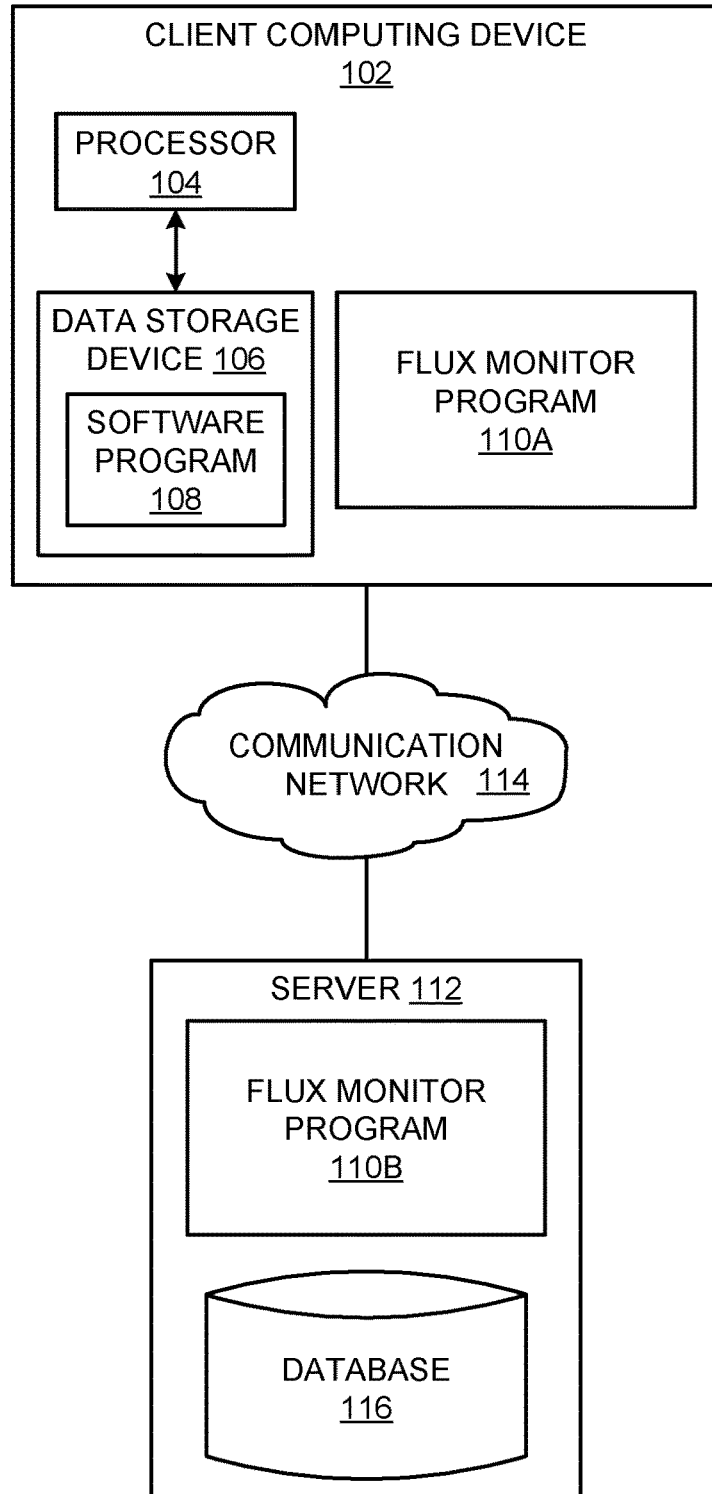 CLIENT COMPUTING DEVICE
102
PROCESSOR
104
DATA STORAGE
DEVICE 106
SOFTWARE
PROGRAM
108
FLUX MONITOR
PROGRAM
110A
COMMUNICATION
NETWORK 114
SERVER 112
FLUX MONITOR
PROGRAM
110B
DATABASE
116